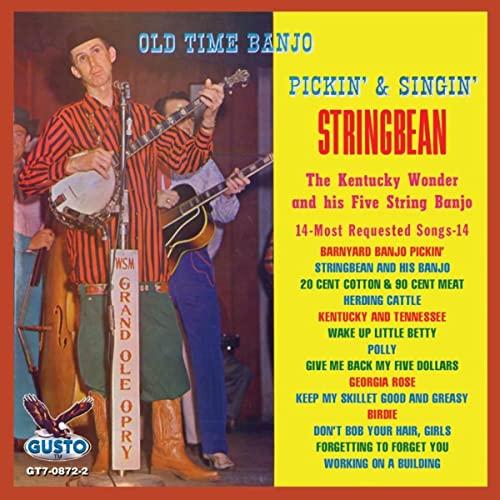 OLD TIME BANJO
PICKIN' & SINGIN'
STRINGBEAN
The Kentucky Wonder
and his Five String Banjo
14-Most Requested Songs-14
BARNYARD BANJO PICKIN'
STRINGBEAN AND HIS BANJO
20 CENT COTTON & 90 CENT MEAT
HERDING CATTLE
KENTUCKY AND TENNESSEE
WAKE UP LITTLE BETTY
POLLY
GIVE ME BACK MY FIVE DOLLARS
GEORGIA ROSE
KEEP MY SKILLET GOOD AND GREASY
BIRDIE
DON'T BOB YOUR HAIR, GIRLS
FORGETTING TO FORGET YOU
WORKING ON A BUILDING
WSM
GRAND OLE OPRY
GUSTO
TM
GT7-0872-2